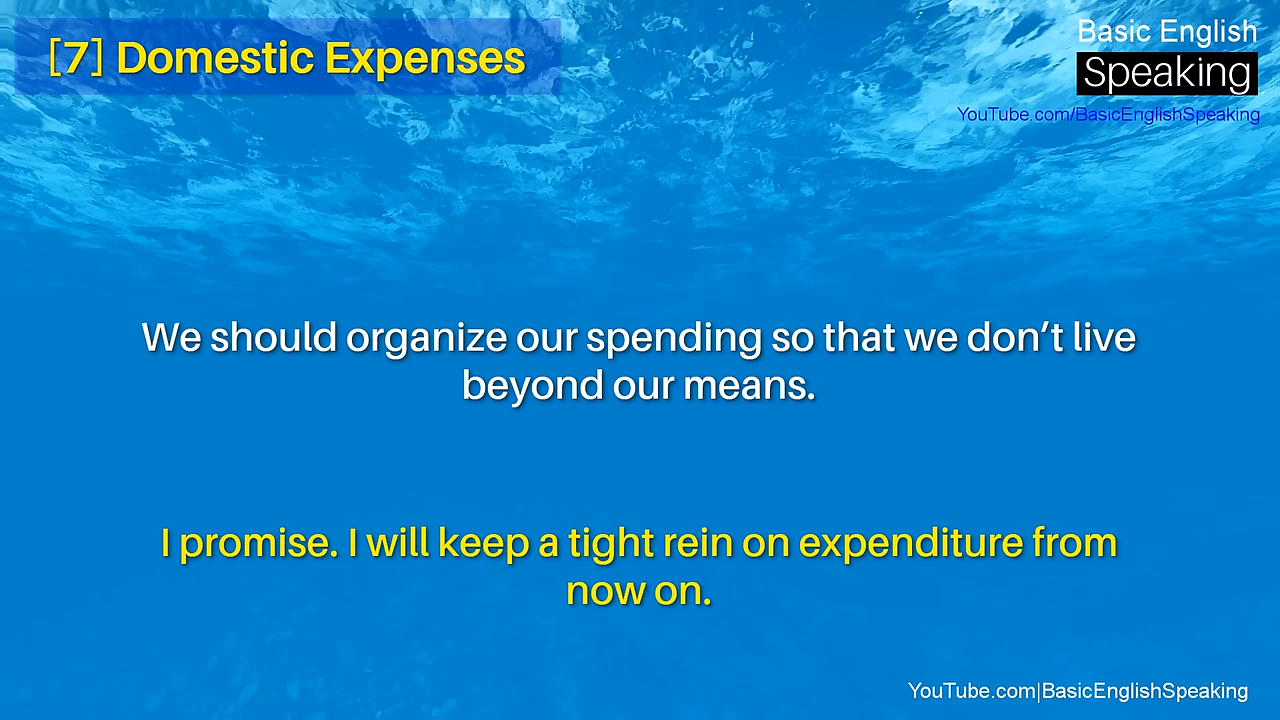 [7] Domestic Expenses
Basic English
Speaking
YouTube.com/BasicEnglishSpeaking
We should organize our spending so that we don’t live
beyond our means.
I promise. I will keep a tight rein on expenditure from
now on.
YouTube.com|BasicEnglishSpeaking